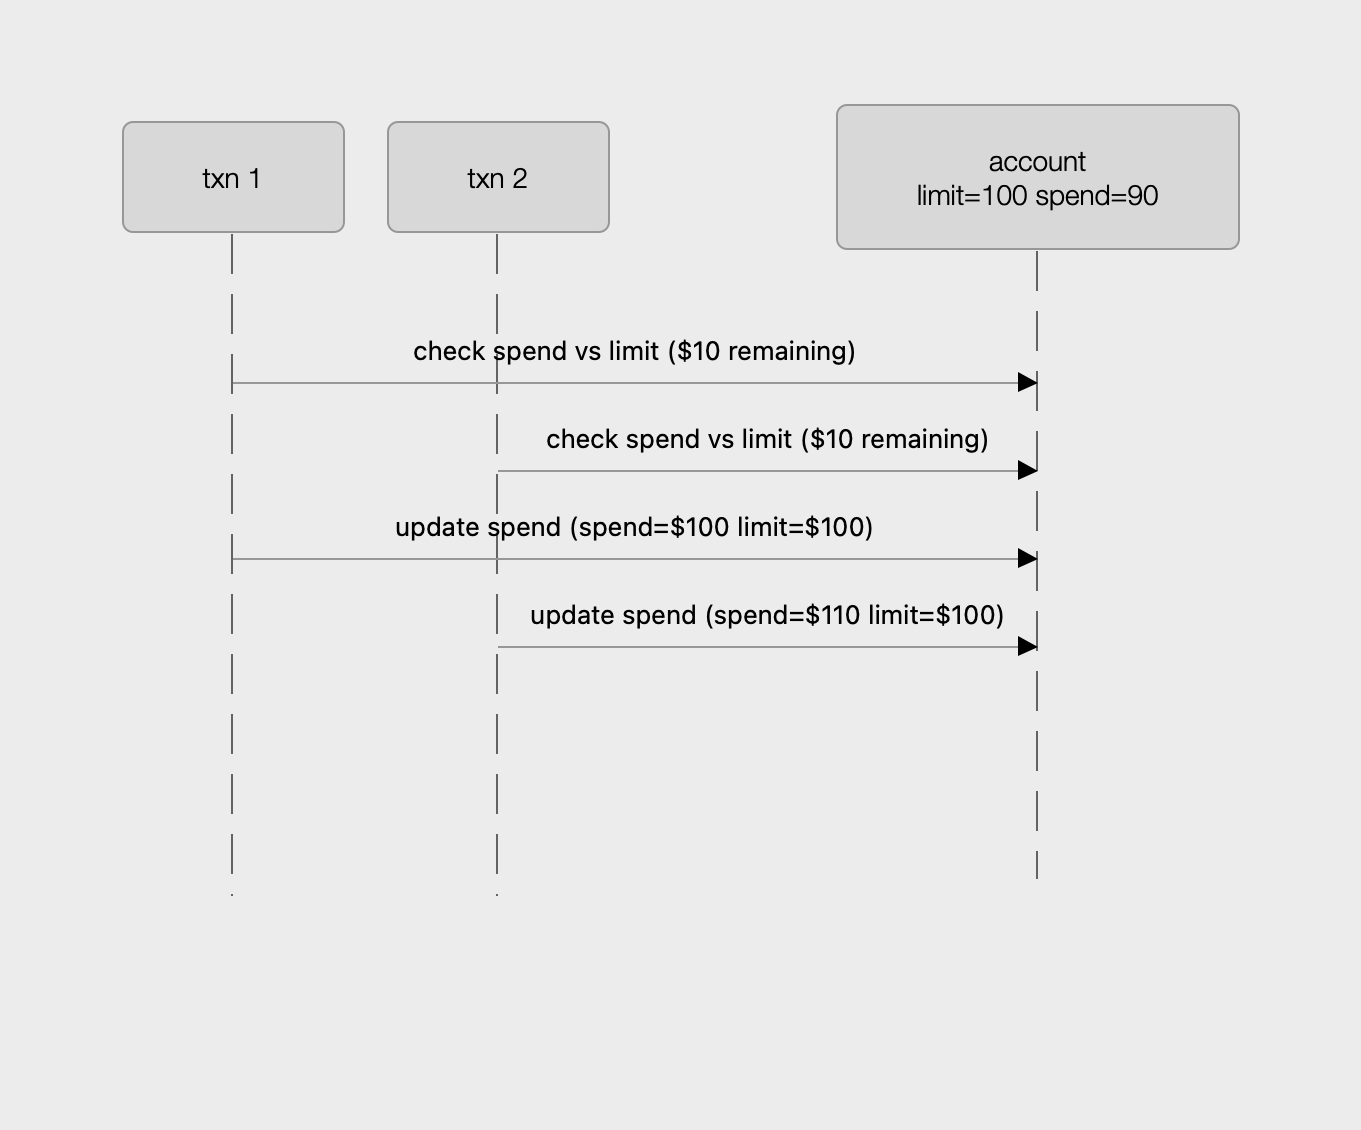 txn 1
txn 2
account
limit=100 spend=90
check spend vs limit ($10 remaining)
check spend vs limit ($10 remaining)
update spend (spend=$100 limit=$100)
update spend (spend=$110 limit=$100)